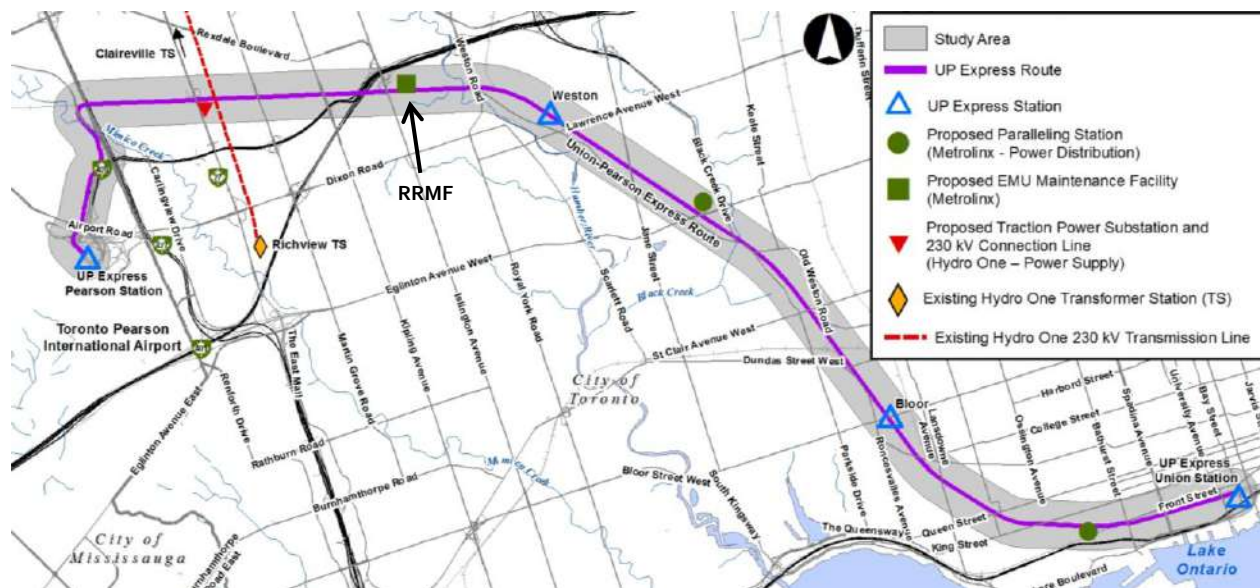 Rexdale Boulevard
Claireville TS
Weston Road
Dufferin Street
Weston
Weston Road
Lawrence Avenue West
Keele Street
Mimico Creek
Carlingview Drive
Dixon Road
RRMF
Union-Pearson Express Route
Black Creek Drive
Humber River
Airport Road
Richview TS
UP Express
Pearson Station
Eglinton Avenue West
Jane Street
Old Weston Road
Black Creek
Toronto Pearson
International Airport
The East Mall
Martin Grove Road
Kipling Avenue
Islington Avenue
Royal York Road
Scarlett Road
St Clair Avenue West
Dundas Street West
Renforth Drive
Eglinton Avenue East
City of
Toronto
Bloor
Lansdowne
Avenue
Harbord Street
College Street
Ossington Avenue
Bathurst Street
Spadina Avenue
University Avenue
Bay Street
Jarvis
Rathburn Road
Burnhamthorpe Road
Mimico Creek
Bloor Street West
South Kingsway
Parkside Drive
Roncesvalles Avenue
UP Express
Union Station
Front Street
Queen Street
King Street
The Queensway
City of
Mississauga
Burnhamthorpe
Road East
ore Boulevard
Lake
Ontario
Study Area
UP Express Route
UP Express Station
Proposed Paralleling Station
(Metrolinx - Power Distribution)
Proposed EMU Maintenance Facility
(Metrolinx)
Proposed Traction Power Substation and
230 kV Connection Line
(Hydro One – Power Supply)
Existing Hydro One Transformer Station (TS)
Existing Hydro One 230 kV Transmission Line